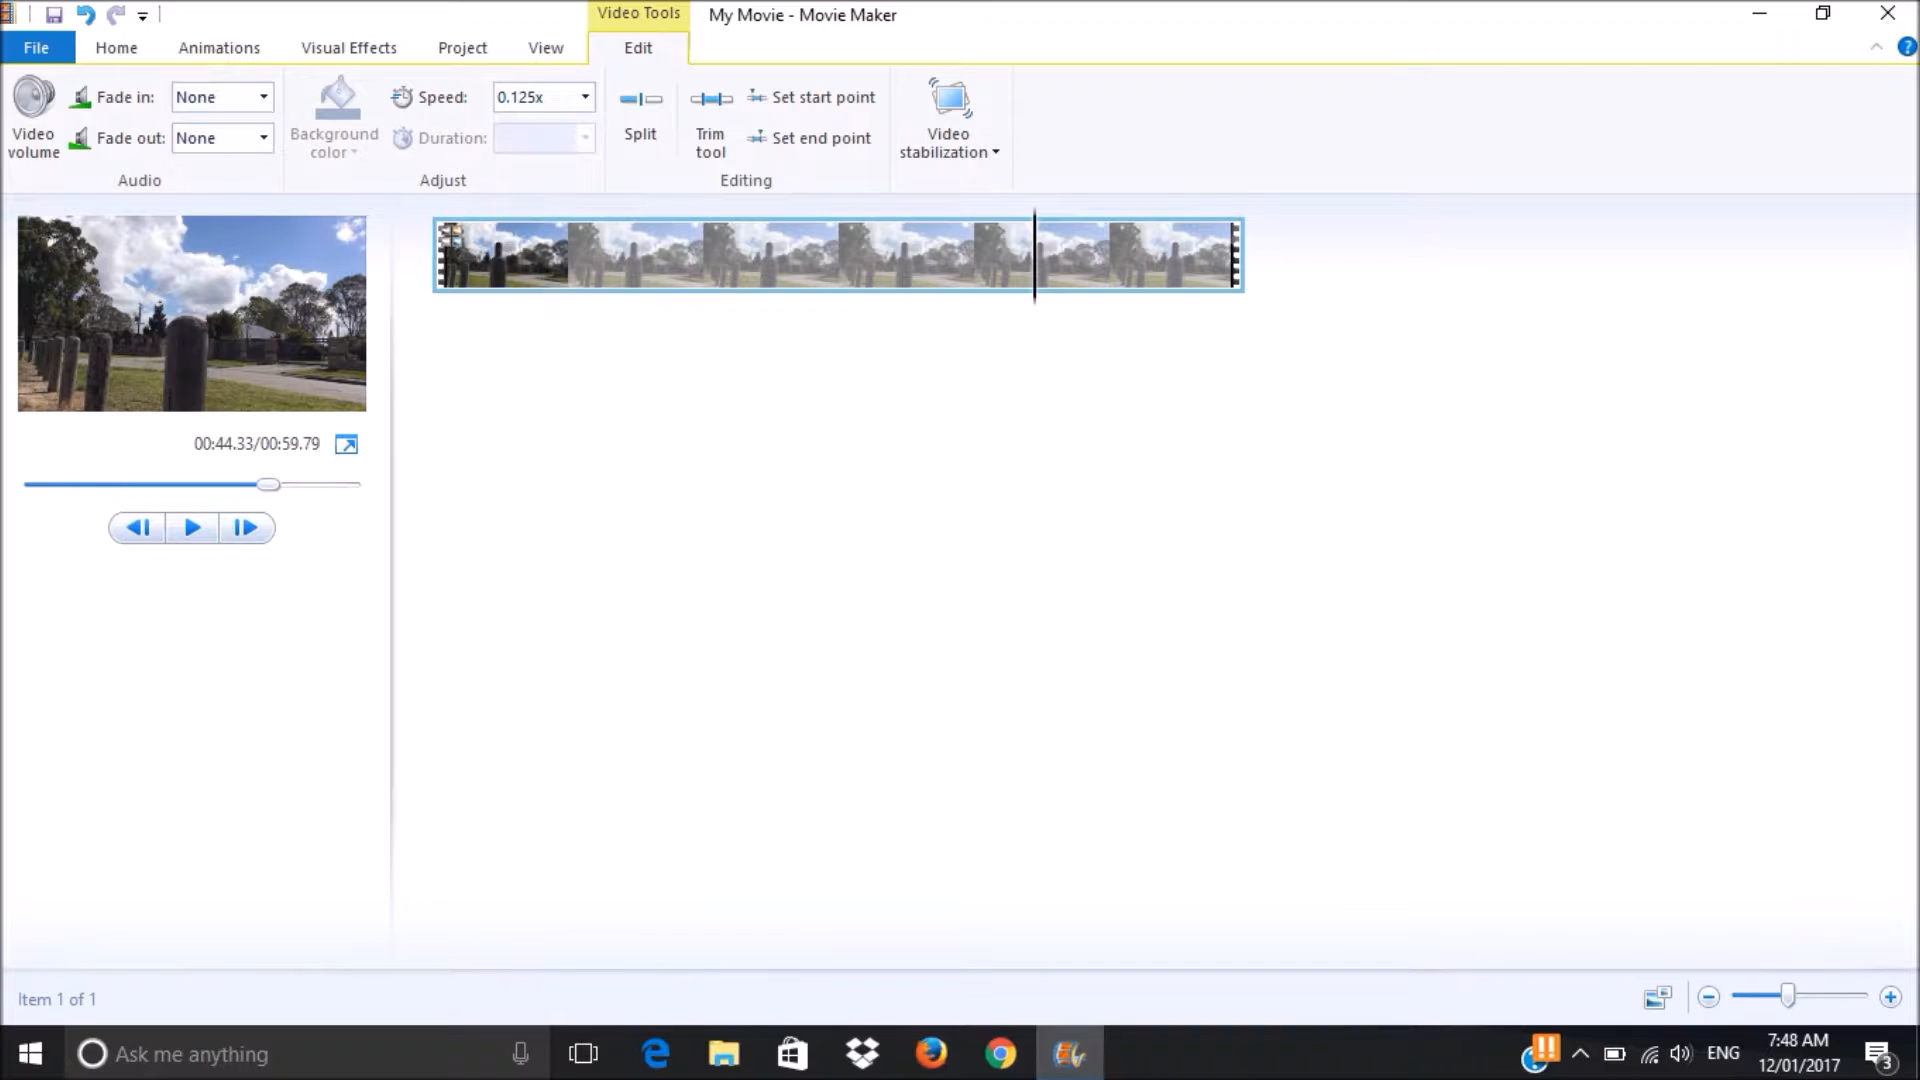 Video Tools
My Movie - Movie Maker
File
Home
Animations
Visual Effects
Project
View
Edit
Video
volume
Fade in:
None
Fade out:
None
Audio
Background
color
Speed:
0.125x
Duration:
Adjust
Split
Trim
tool
Set start point
Set end point
Editing
Video
stabilization
00:44.33/00:59.79
Item 1 of 1
Ask me anything
ENG
7:48 AM
12/01/2017
3